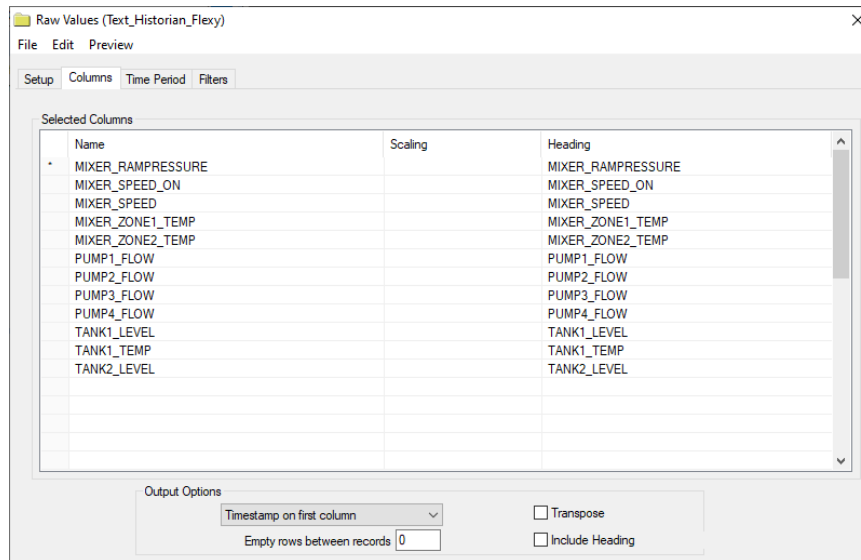 Raw Values (Text_Historian_Flexy)
File Edit Preview
Setup Columns Time Period Filters
Selected Columns
Name Scaling Heading
* MIXER_RAMPRESSURE MIXER_RAMPRESSURE
MIXER_SPEED_ON MIXER_SPEED_ON
MIXER_SPEED MIXER_SPEED
MIXER_ZONE1_TEMP MIXER_ZONE1_TEMP
MIXER_ZONE2_TEMP MIXER_ZONE2_TEMP
PUMP1_FLOW PUMP1_FLOW
PUMP2_FLOW PUMP2_FLOW
PUMP3_FLOW PUMP3_FLOW
PUMP4_FLOW PUMP4_FLOW
TANK1_LEVEL TANK1_LEVEL
TANK1_TEMP TANK1_TEMP
TANK2_LEVEL TANK2_LEVEL
Output Options
Timestamp on first column Transpose
Empty rows between records 0 Include Heading